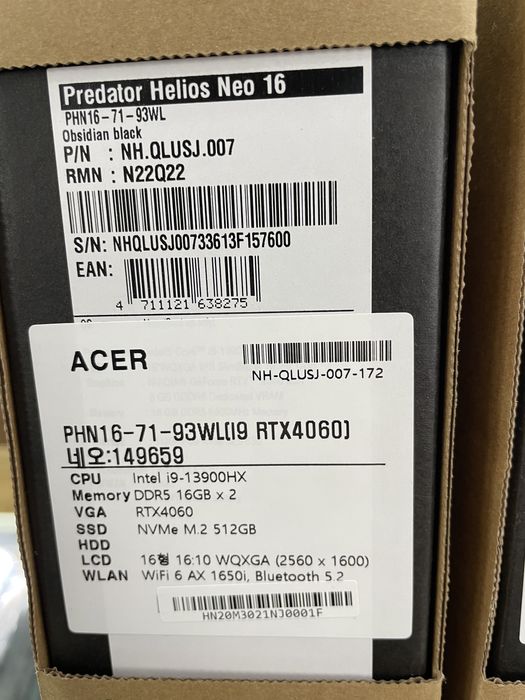 Predator Helios Neo 16
PHN16-71-93WL
Obsidian black
P/N : NH.QLUSJ.007
RMN : N22Q22
S/N: NHQLUSJ00733613F157600
EAN:
4 711121 638275
ACER
NH-QLUSJ-007-172
PHN16-71-93WL(I9 RTX4060)
네오:149659
CPU Intel i9-13900HX
Memory DDR5 16GB x 2
VGA RTX4060
SSD NVMe M.2 512GB
HDD
LCD 16형 16:10 WQXGA (2560 x 1600)
WLAN WiFi 6 AX 1650i, Bluetooth 5.2
HN20M3021NJ0001F